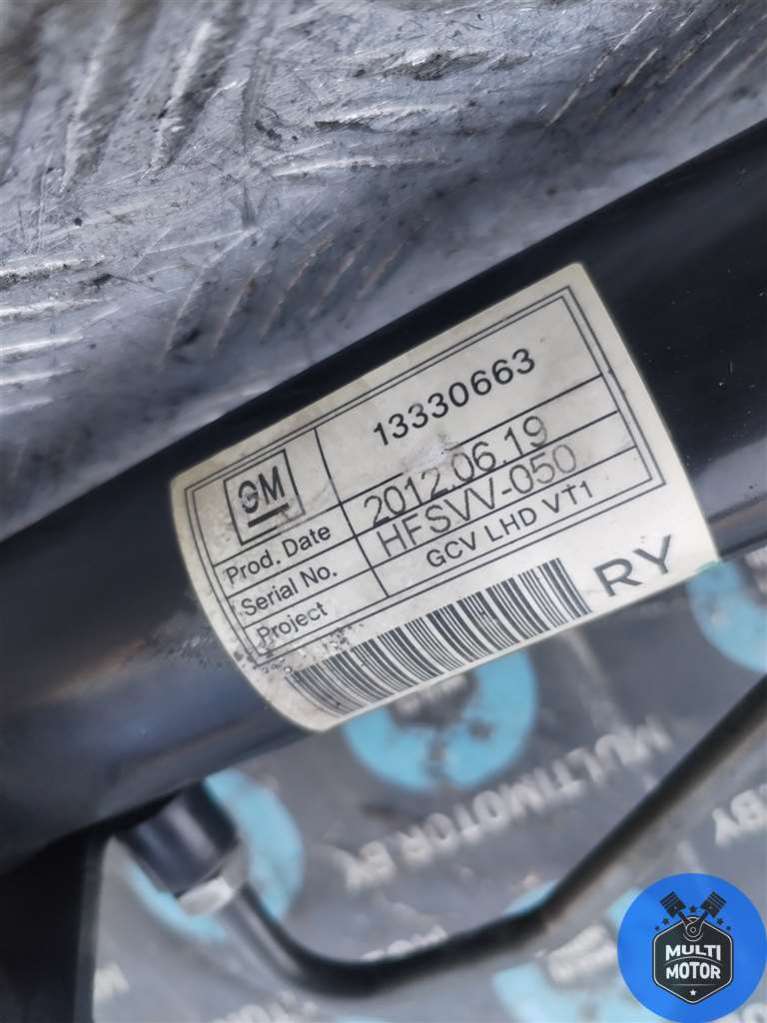 GM
13330663
Prod. Date 2012.06.19
Serial No. HFSVV-050
Project GCV LHD VT1
RY
MULTIMOTOR.BY
MULTI
MOTOR